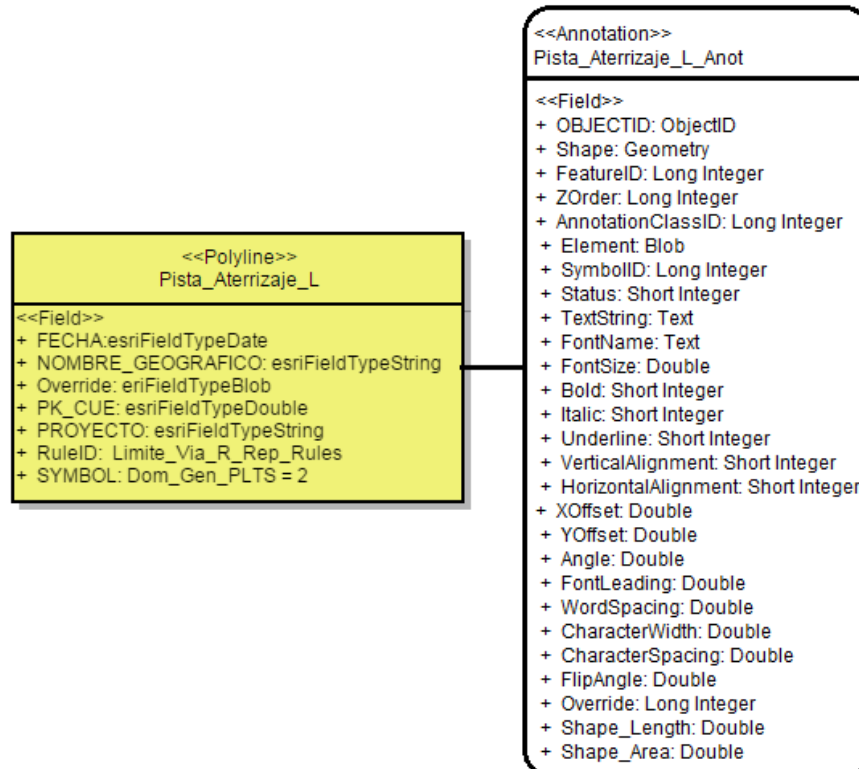 <<Polyline>>
Pista_Aterrizaje_L
<<Field>>
+ FECHA:esriFieldTypeDate
+ NOMBRE_GEOGRAFICO: esriFieldTypeString
+ Override: eriFieldTypeBlob
+ PK_CUE: esriFieldTypeDouble
+ PROYECTO: esriFieldTypeString
+ RuleID: Limite_Via_R_Rep_Rules
+ SYMBOL: Dom_Gen_PLTS = 2
<<Annotation>>
Pista_Aterrizaje_L_Anot
<<Field>>
+ OBJECTID: ObjectID
+ Shape: Geometry
+ FeatureID: Long Integer
+ ZOrder: Long Integer
+ AnnotationClassID: Long Integer
+ Element: Blob
+ SymbolID: Long Integer
+ Status: Short Integer
+ TextString: Text
+ FontName: Text
+ FontSize: Double
+ Bold: Short Integer
+ Italic: Short Integer
+ Underline: Short Integer
+ VerticalAlignment: Short Integer
+ HorizontalAlignment: Short Integer
+ XOffset: Double
+ YOffset: Double
+ Angle: Double
+ FontLeading: Double
+ WordSpacing: Double
+ CharacterWidth: Double
+ CharacterSpacing: Double
+ FlipAngle: Double
+ Override: Long Integer
+ Shape_Length: Double
+ Shape_Area: Double